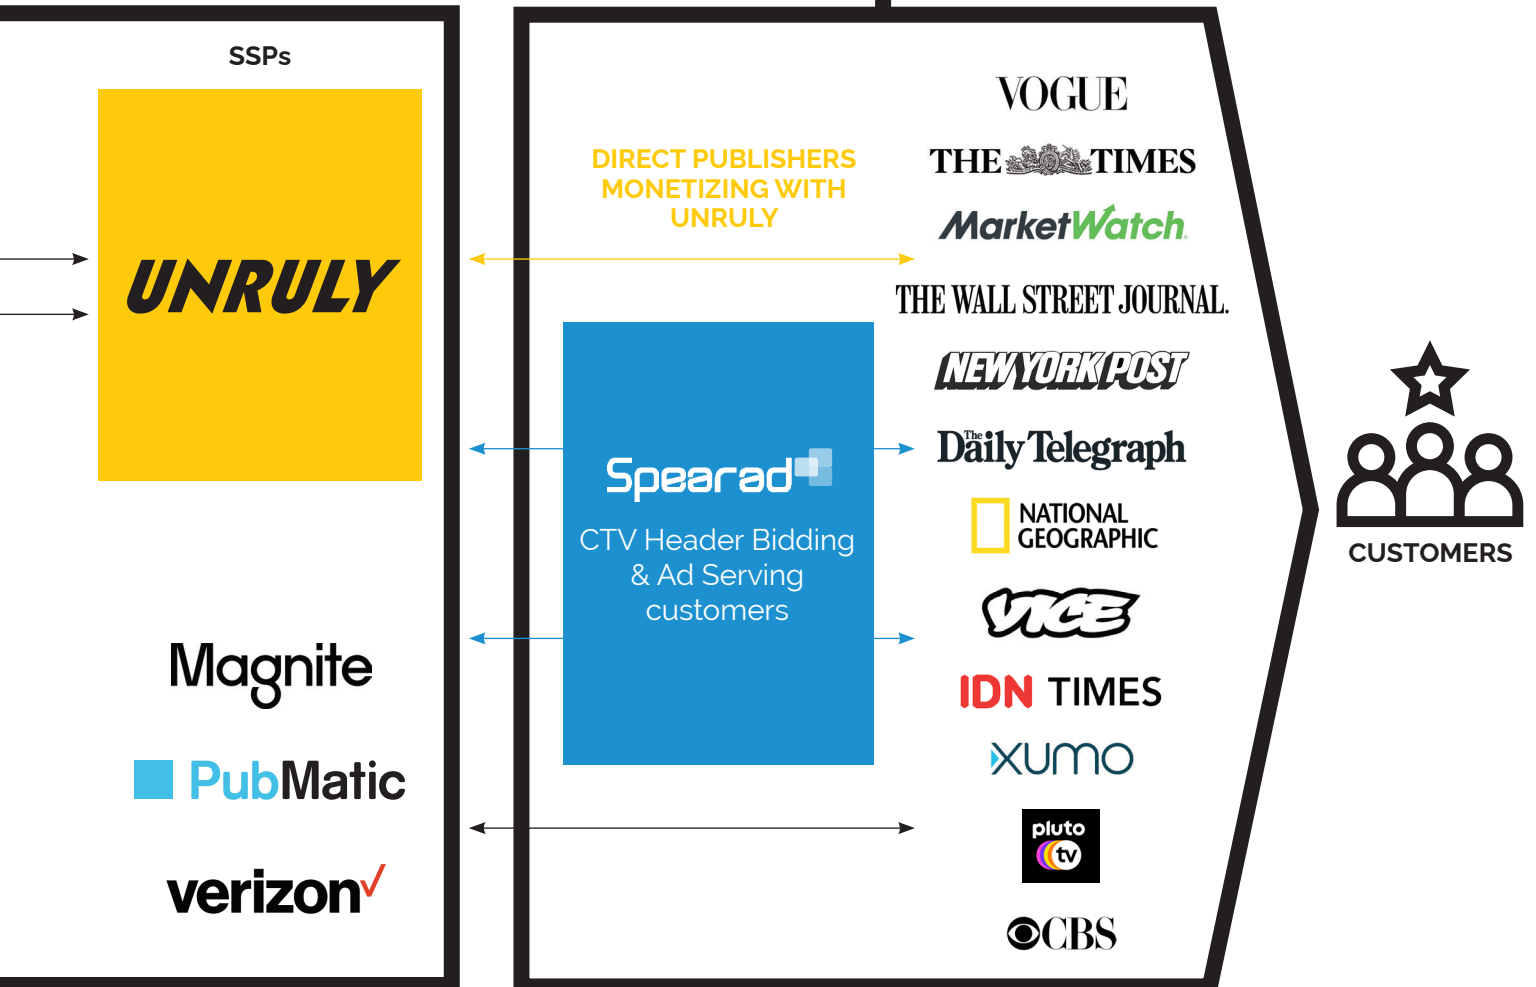 SSPs
UNRULY
Magnite
PubMatic
verizon
DIRECT PUBLISHERS
MONETIZING WITH
UNRULY
Spearad
CTV Header Bidding
& Ad Serving
customers
VOGUE
THE TIMES
MarketWatch
THE WALL STREET JOURNAL.
NEW YORK POST
The Daily Telegraph
NATIONAL
GEOGRAPHIC
VICE
IDN TIMES
XUMO
pluto
tv
CBS
CUSTOMERS